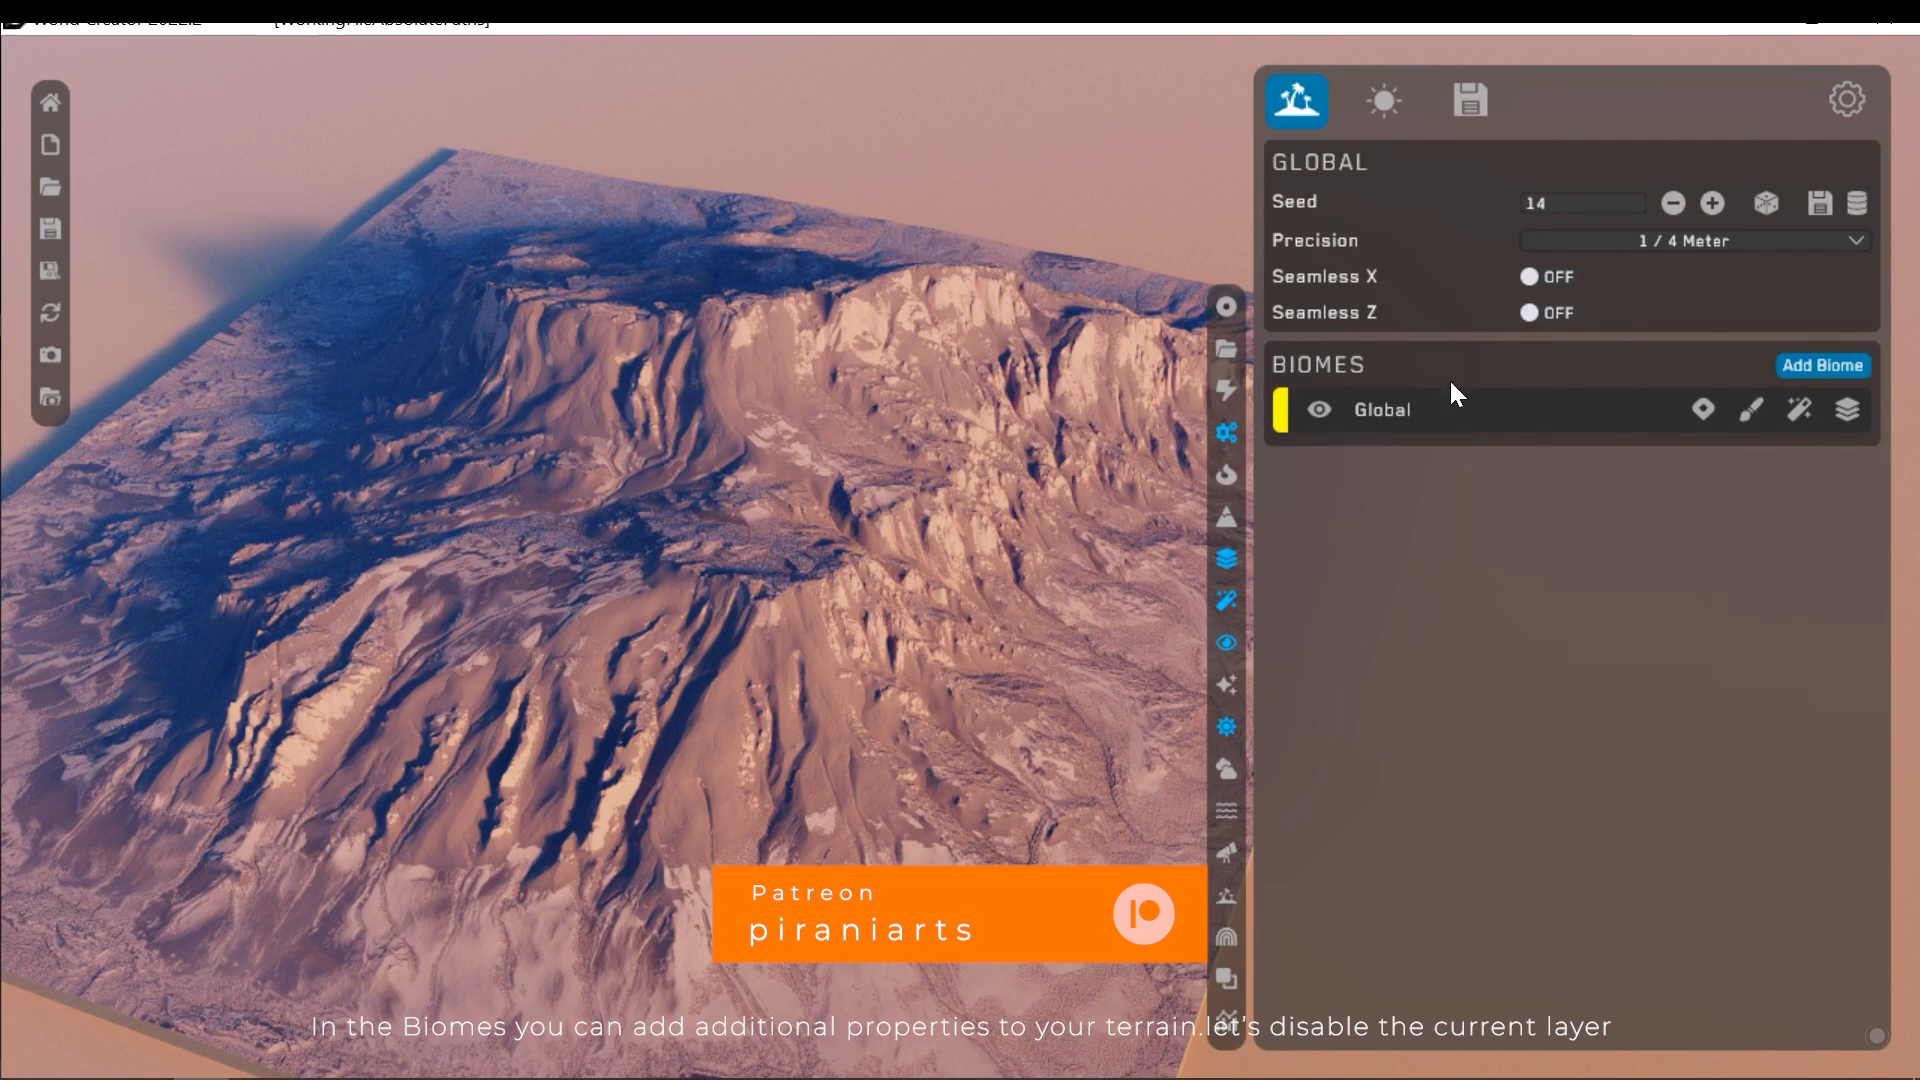 GLOBAL
Seed
14
Precision
1 / 4 Meter
Seamless X
OFF
Seamless Z
OFF
BIOMES
Add Biome
Global
Patreon
piraniarts
In the Biomes you can add additional properties to your terrain.let's disable the current layer